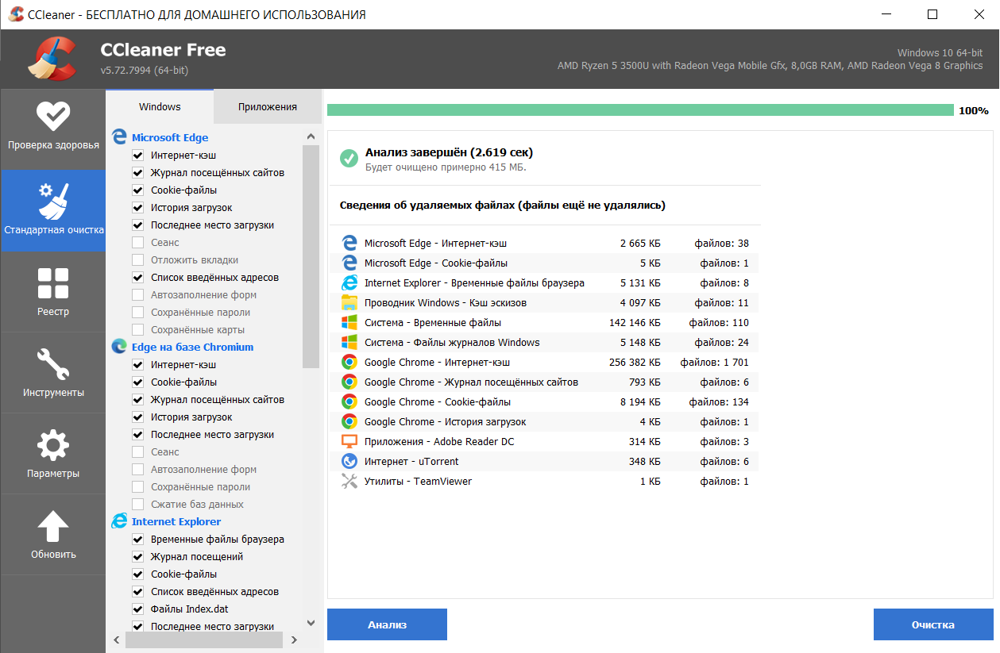 CCleaner - БЕСПЛАТНО ДЛЯ ДОМАШНЕГО ИСПОЛЬЗОВАНИЯ
CCleaner Free
v5.72.7994 (64-bit)
Windows 10 64-bit
AMD Ryzen 5 3500U with Radeon Vega Mobile Gfx, 8,0GB RAM, AMD Radeon Vega 8 Graphics
Проверка здоровья
Стандартная очистка
Реестр
Инструменты
Параметры
Обновить
Windows
Приложения
Microsoft Edge
Интернет-кэш
Журнал посещённых сайтов
Cookie-файлы
История загрузок
Последнее место загрузки
Сеанс
Отложить вкладки
Список введённых адресов
Автозаполнение форм
Сохранённые пароли
Сохранённые карты
Edge на базе Chromium
Интернет-кэш
Cookie-файлы
Журнал посещённых сайтов
История загрузок
Последнее место загрузки
Сеанс
Автозаполнение форм
Сохранённые пароли
Сжатие баз данных
Internet Explorer
Временные файлы браузера
Журнал посещений
Cookie-файлы
Список введённых адресов
Файлы Index.dat
Последнее место загрузки
100%
Анализ завершён (2.619 сек)
Будет очищено примерно 415 МБ.
Сведения об удаляемых файлах (файлы ещё не удалялись)
Microsoft Edge - Интернет-кэш 2 665 КБ файлов: 38
Microsoft Edge - Cookie-файлы 5 КБ файлов: 1
Internet Explorer - Временные файлы браузера 5 131 КБ файлов: 8
Проводник Windows - Кэш эскизов 4 097 КБ файлов: 11
Система - Временные файлы 142 146 КБ файлов: 110
Система - Файлы журналов Windows 5 148 КБ файлов: 24
Google Chrome - Интернет-кэш 256 382 КБ файлов: 1 701
Google Chrome - Журнал посещённых сайтов 793 КБ файлов: 6
Google Chrome - Cookie-файлы 8 194 КБ файлов: 134
Google Chrome - История загрузок 4 КБ файлов: 1
Приложения - Adobe Reader DC 314 КБ файлов: 3
Интернет - uTorrent 348 КБ файлов: 6
Утилиты - TeamViewer 1 КБ файлов: 1
Анализ
Очистка